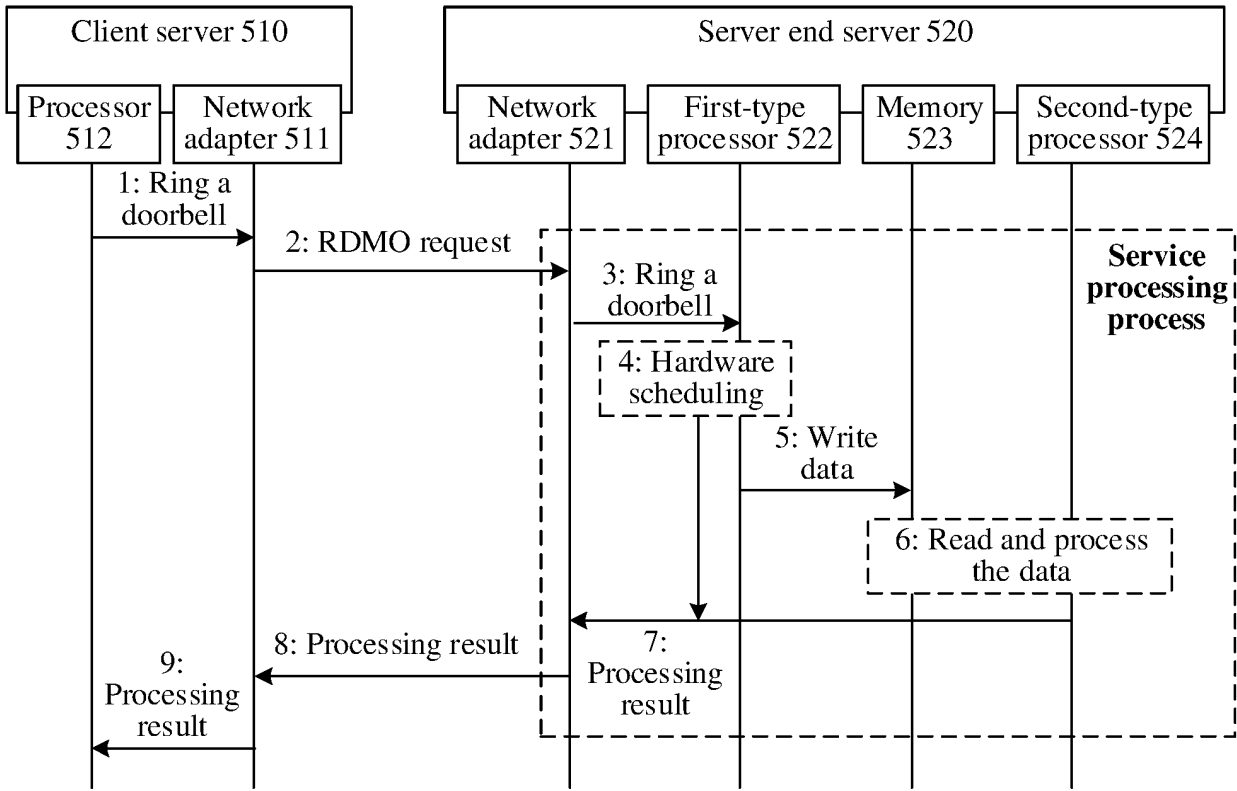 Client server 510
Server end server 520
Processor
512
Network
adapter 511
Network
adapter 521
First-type
processor 522
Memory
523
Second-type
processor 524
1: Ring a
doorbell
2: RDMO request
Service
processing
process
3: Ring a
doorbell
4: Hardware
scheduling
5: Write
data
6: Read and process
the data
7:
Processing
result
8: Processing result
9:
Processing
result